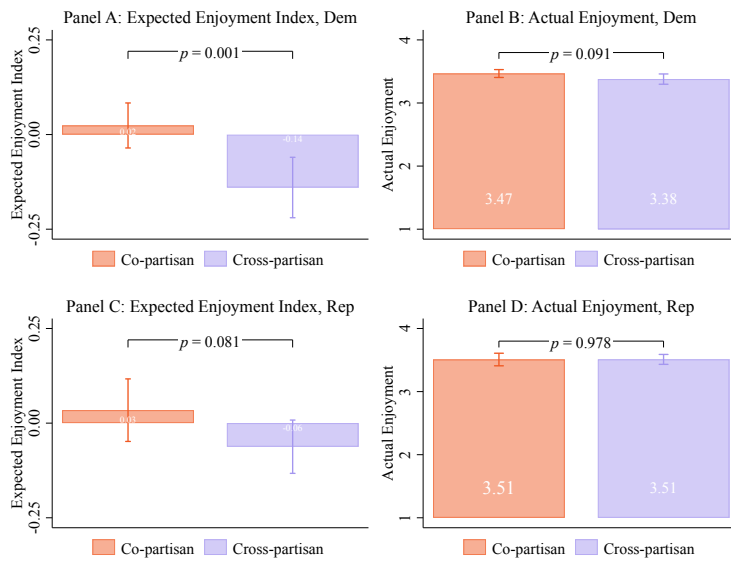 Panel A: Expected Enjoyment Index, Dem
Expected Enjoyment Index
0.25
0.00
-0.25
p = 0.001
0.02
-0.14
Co-partisan Cross-partisan
Panel B: Actual Enjoyment, Dem
Actual Enjoyment
4
3
2
1
p = 0.091
3.47
3.38
Co-partisan Cross-partisan
Panel C: Expected Enjoyment Index, Rep
Expected Enjoyment Index
0.25
0.00
-0.25
p = 0.081
0.03
-0.06
Co-partisan Cross-partisan
Panel D: Actual Enjoyment, Rep
Actual Enjoyment
4
3
2
1
p = 0.978
3.51
3.51
Co-partisan Cross-partisan